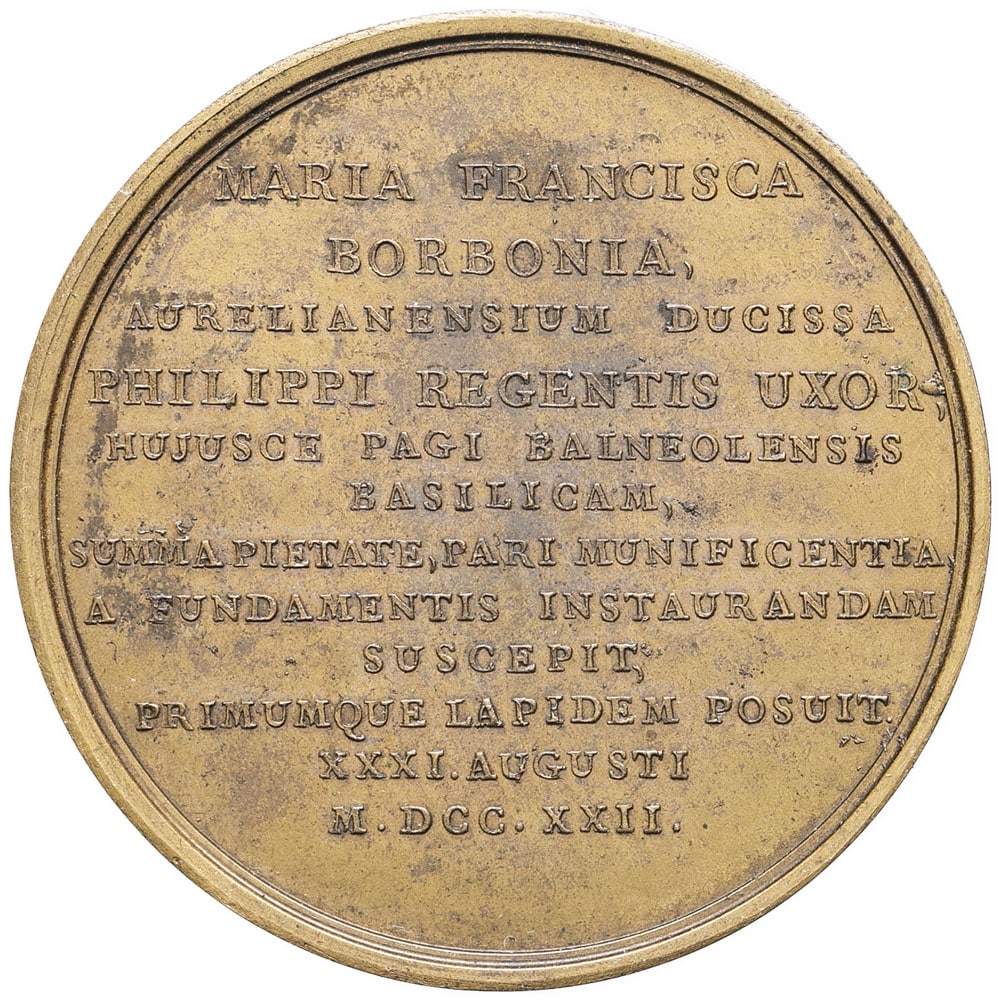 MARIA FRANCISCA
BORBONIA,
AURELIANENSIUM DUCISSA
PHILIPPI REGENTIS UXOR,
HUJUSCE PAGI BALNEOLENSIS
BASILICAM,
SUMMA PIETATE, PARI MUNIFICENTIA,
A FUNDAMENTIS INSTAURANDAM
SUSCEPIT,
PRIMUMQUE LAPIDEM POSUIT.
XXXI. AUGUSTI
M. DCC. XXII.